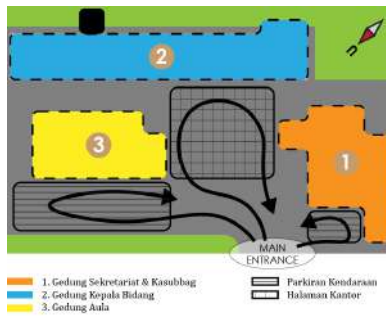 2
3
1
MAIN
ENTRANCE
1. Gedung Sekretariat & Kasubbag
2. Gedung Kepala Bidang
3. Gedung Aula
Parkiran Kendaraan
Halaman Kantor